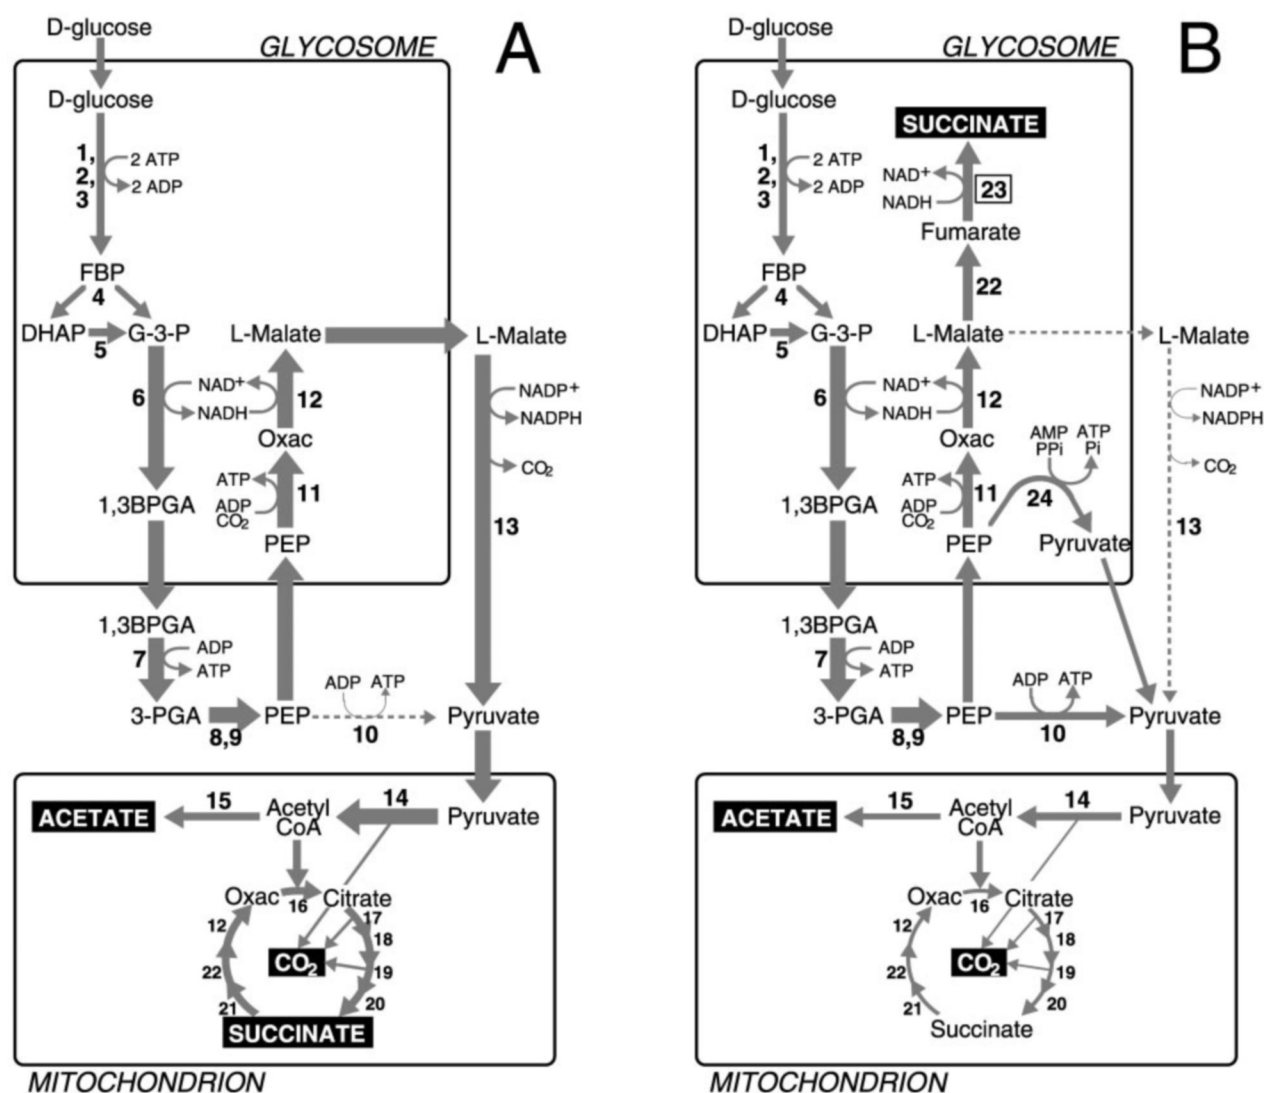 D-glucose
GLYCOSOME
A
D-glucose
1,
2,
3
2 ATP
2 ADP
FBP
4
DHAP
5
G-3-P
L-Malate
L-Malate
6
NAD+
NADH
12
NADP+
NADPH
Oxac
CO2
ATP
ADP
CO2
11
1,3BPGA
13
PEP
1,3BPGA
7
ADP
ATP
3-PGA
8,9
PEP
ADP
ATP
10
Pyruvate
ACETATE
15
Acetyl
CoA
14
Pyruvate
Oxac
16
Citrate
17
12
18
CO2
22
19
21
20
SUCCINATE
MITOCHONDRION
D-glucose
GLYCOSOME
B
D-glucose
SUCCINATE
1,
2,
3
2 ATP
2 ADP
NAD+
NADH
23
Fumarate
FBP
4
22
DHAP
5
G-3-P
L-Malate
L-Malate
6
NAD+
NADH
12
NADP+
NADPH
Oxac
AMP
PPi
ATP
Pi
CO2
ATP
ADP
CO2
11
24
1,3BPGA
13
PEP
Pyruvate
1,3BPGA
7
ADP
ATP
3-PGA
8,9
PEP
ADP
ATP
10
Pyruvate
ACETATE
15
Acetyl
CoA
14
Pyruvate
Oxac
16
Citrate
17
12
18
CO2
22
19
21
20
Succinate
MITOCHONDRION